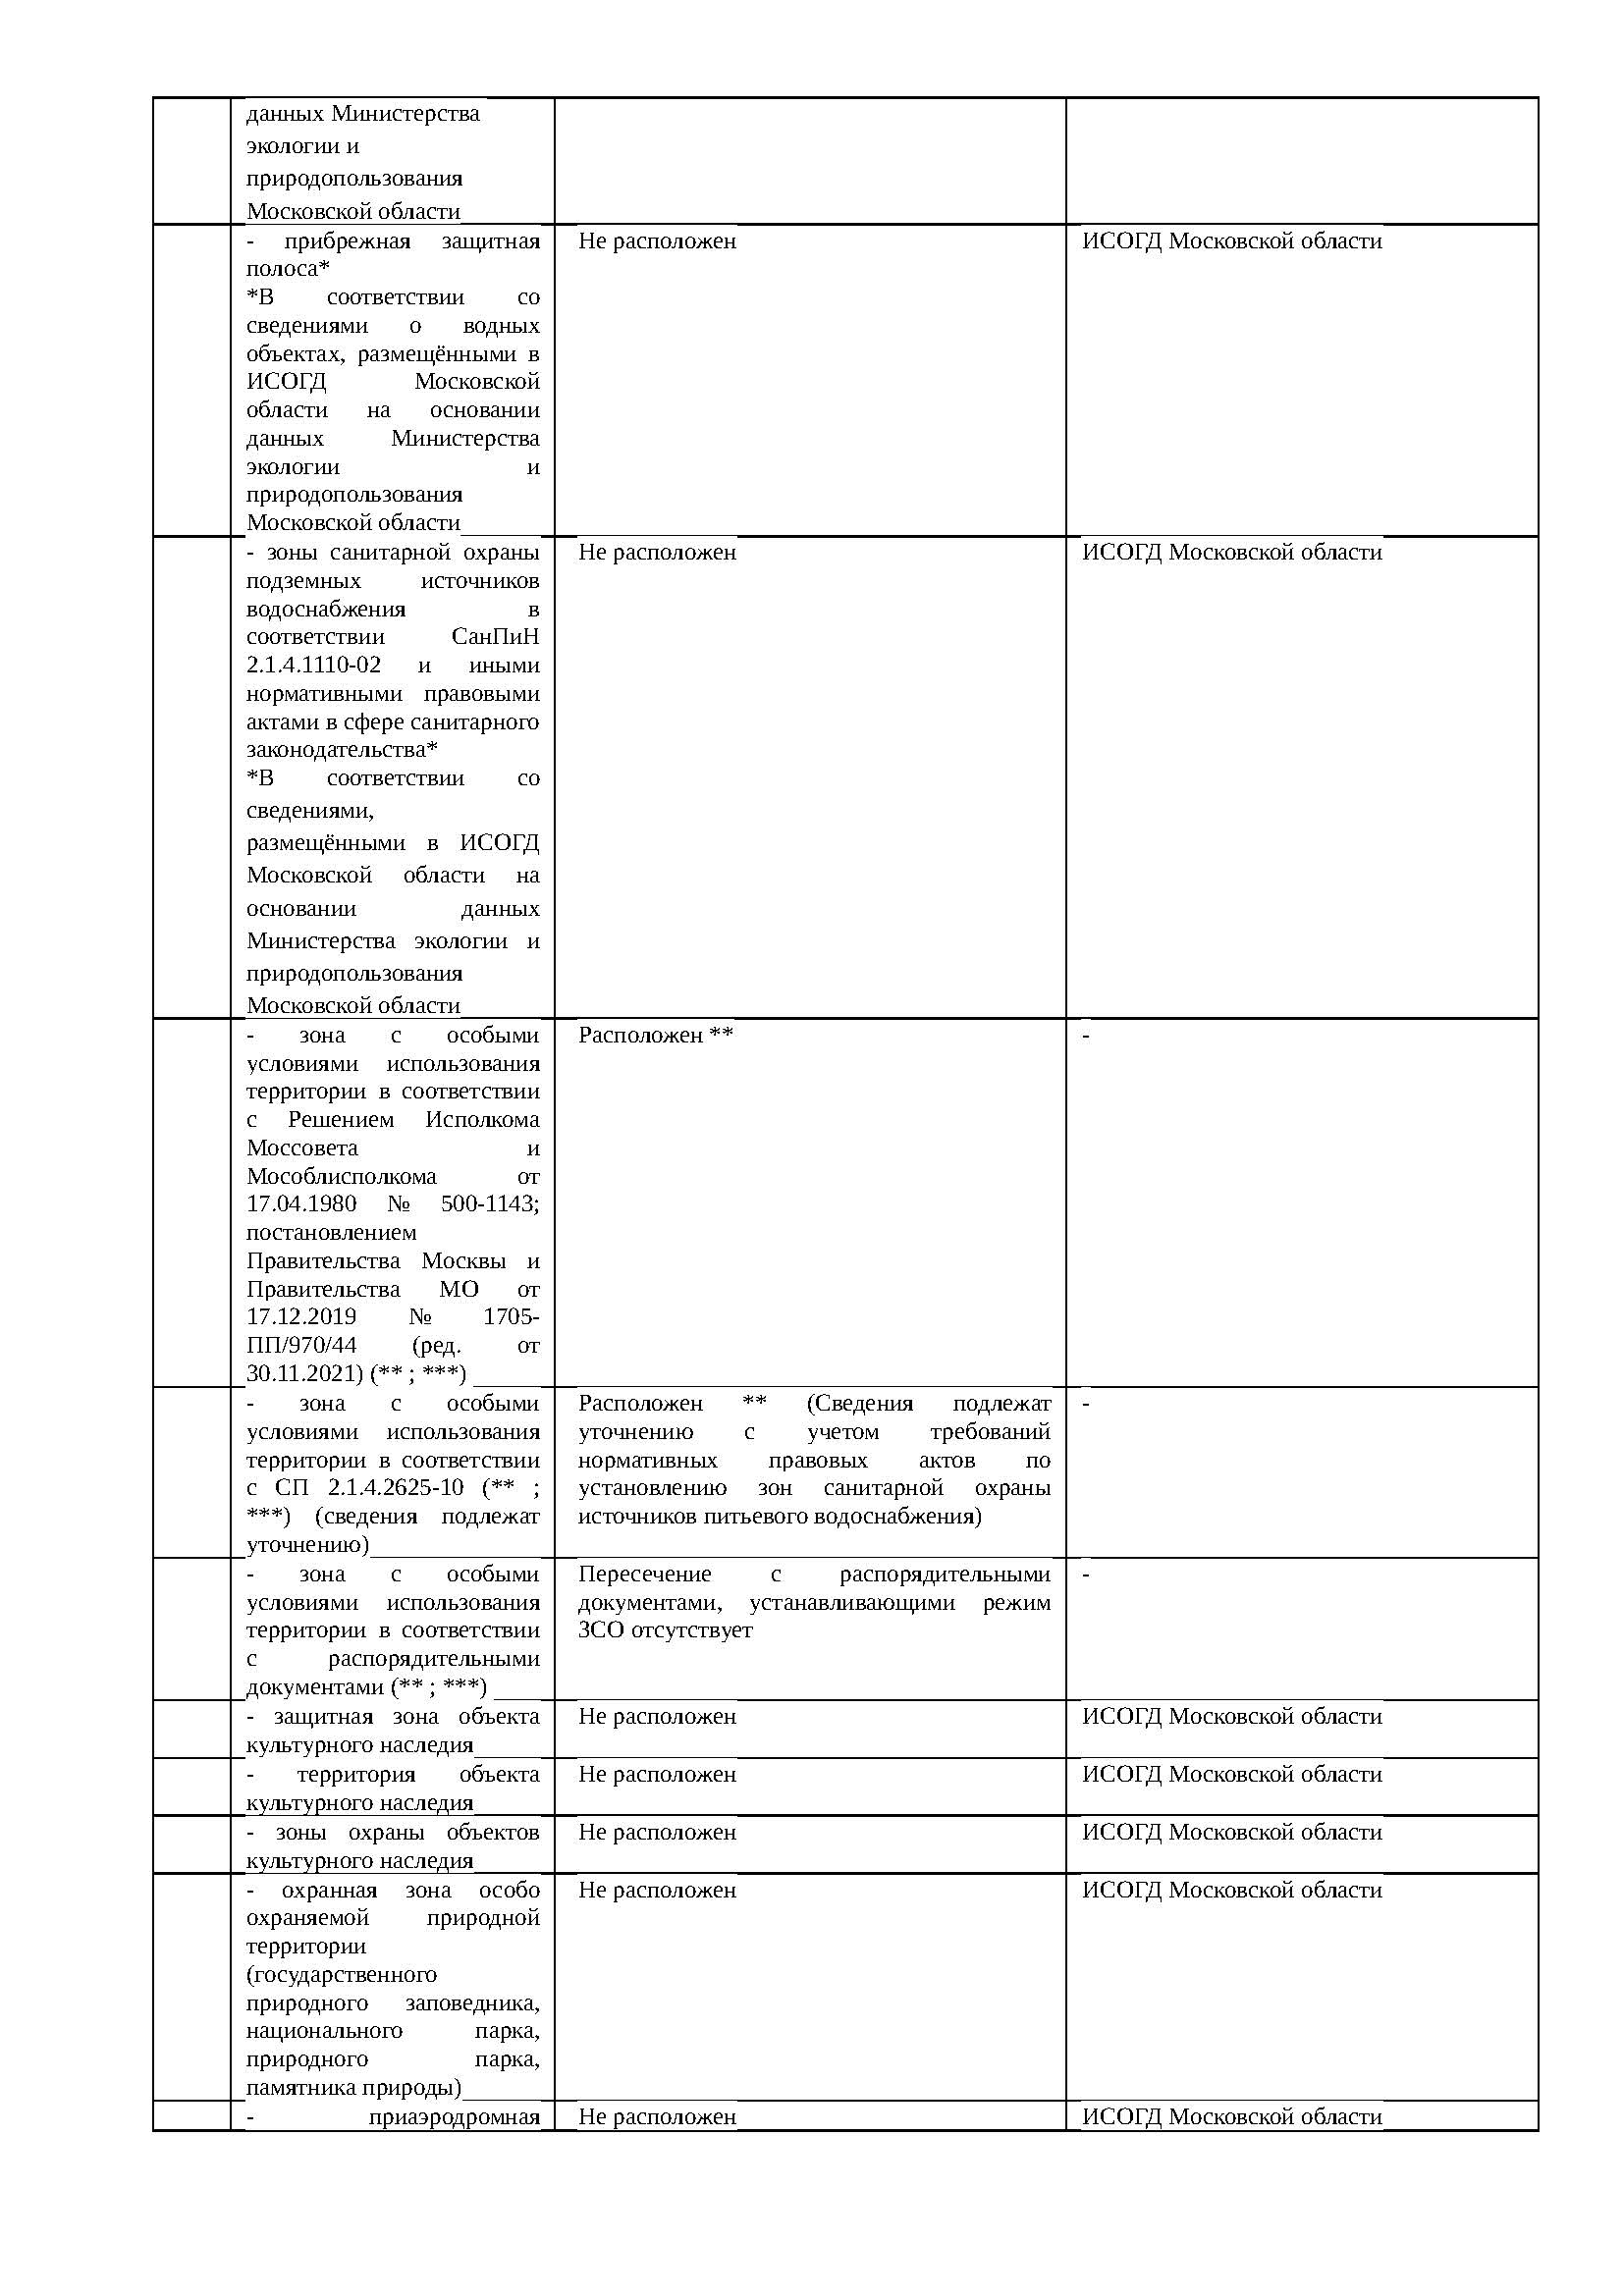 данных Министерства
экологии и
природопользования
Московской области
- прибрежная защитная
полоса*
*В соответствии со
сведениями о водных
объектах, размещёнными в
ИСОГД Московской
области на основании
данных Министерства
экологии и
природопользования
Московской области
Не расположен
ИСОГД Московской области
- зоны санитарной охраны
подземных источников
водоснабжения в
соответствии СанПиН
2.1.4.1110-02 и иными
нормативными правовыми
актами в сфере санитарного
законодательства*
*В соответствии со
сведениями,
размещёнными в ИСОГД
Московской области на
основании данных
Министерства экологии и
природопользования
Московской области
Не расположен
ИСОГД Московской области
- зона с особыми
условиями использования
территории в соответствии
с Решением Исполкома
Моссовета и
Мособлисполкома от
17.04.1980 № 500-1143;
постановлением
Правительства Москвы и
Правительства МО от
17.12.2019 № 1705-
ПП/970/44 (ред. от
30.11.2021) (** ; ***)
Расположен **
-
- зона с особыми
условиями использования
территории в соответствии
с СП 2.1.4.2625-10 (** ;
***) (сведения подлежат
уточнению)
Расположен ** (Сведения подлежат
уточнению с учетом требований
нормативных правовых актов по
установлению зон санитарной охраны
источников питьевого водоснабжения)
-
- зона с особыми
условиями использования
территории в соответствии
с распорядительными
документами (** ; ***)
Пересечение с распорядительными
документами, устанавливающими режим
ЗСО отсутствует
-
- защитная зона объекта
культурного наследия
Не расположен
ИСОГД Московской области
- территория объекта
культурного наследия
Не расположен
ИСОГД Московской области
- зоны охраны объектов
культурного наследия
Не расположен
ИСОГД Московской области
- охранная зона особо
охраняемой природной
территории
(государственного
природного заповедника,
национального парка,
природного парка,
памятника природы)
Не расположен
ИСОГД Московской области
- приаэродромная
Не расположен
ИСОГД Московской области